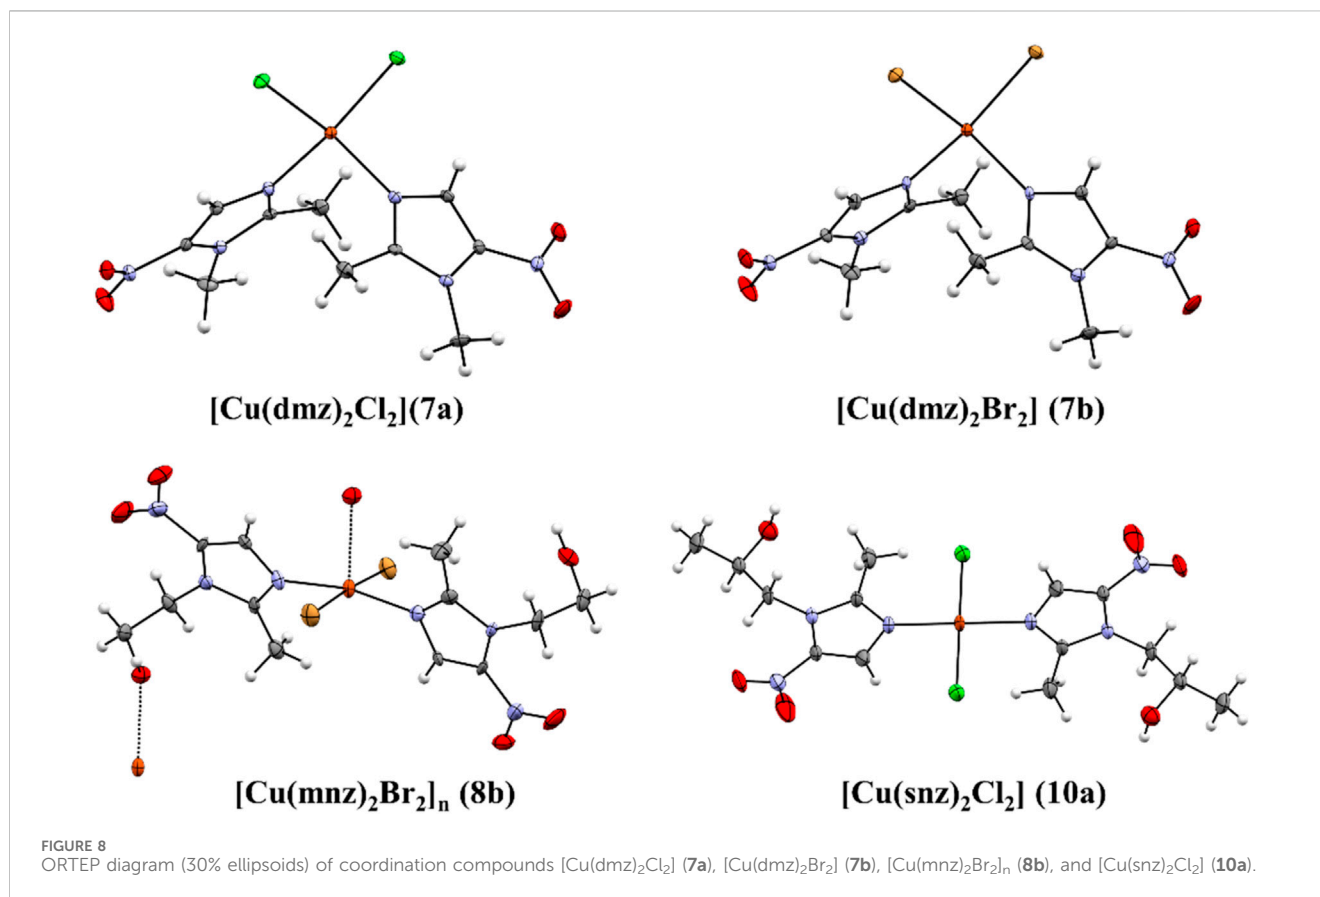 [Cu(dmz)₂Cl₂](7a)
[Cu(dmz)₂Br₂] (7b)
[Cu(mnz)₂Br₂]ₙ (8b)
[Cu(snz)₂Cl₂] (10a)
FIGURE 8
ORTEP diagram (30% ellipsoids) of coordination compounds [Cu(dmz)₂Cl₂] (7a), [Cu(dmz)₂Br₂] (7b), [Cu(mnz)₂Br₂]ₙ (8b), and [Cu(snz)₂Cl₂] (10a).